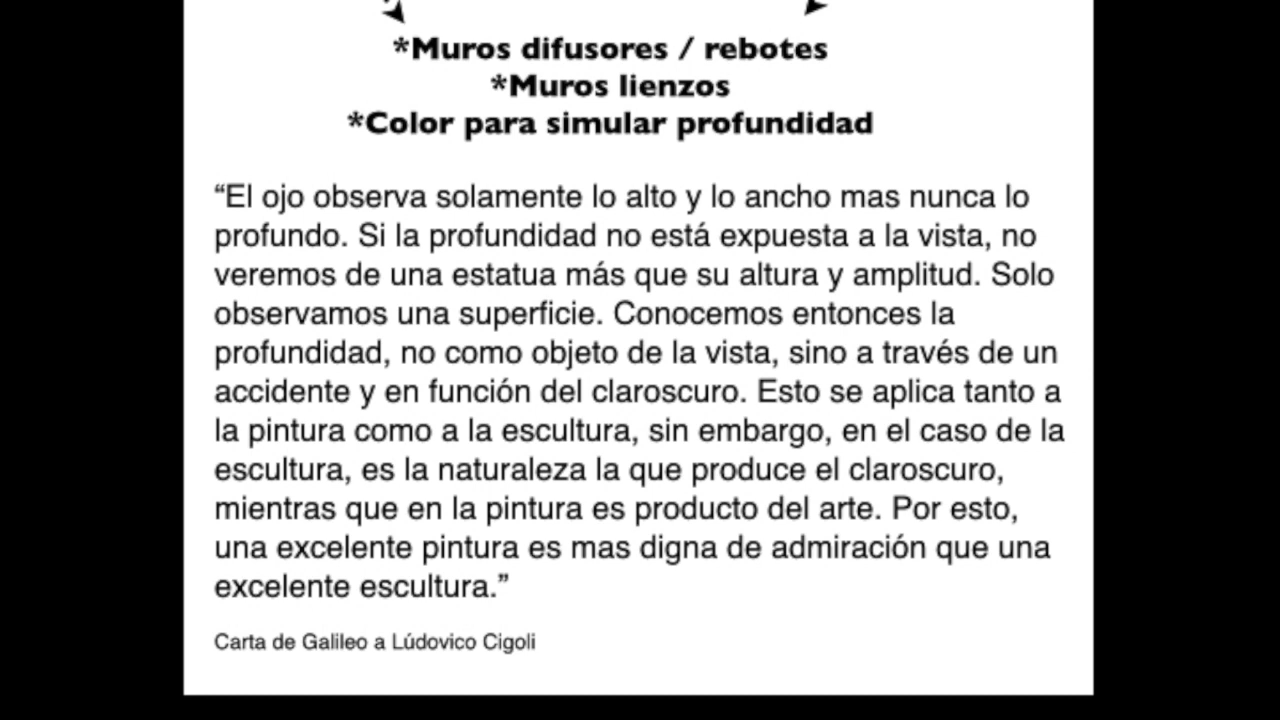 *Muros difusores / rebotes
*Muros lienzos
*Color para simular profundidad
“El ojo observa solamente lo alto y lo ancho mas nunca lo
profundo. Si la profundidad no está expuesta a la vista, no
veremos de una estatua más que su altura y amplitud. Solo
observamos una superficie. Conocemos entonces la
profundidad, no como objeto de la vista, sino a través de un
accidente y en función del claroscuro. Esto se aplica tanto a
la pintura como a la escultura, sin embargo, en el caso de la
escultura, es la naturaleza la que produce el claroscuro,
mientras que en la pintura es producto del arte. Por esto,
una excelente pintura es mas digna de admiración que una
excelente escultura.”
Carta de Galileo a Lúdovico Cigoli